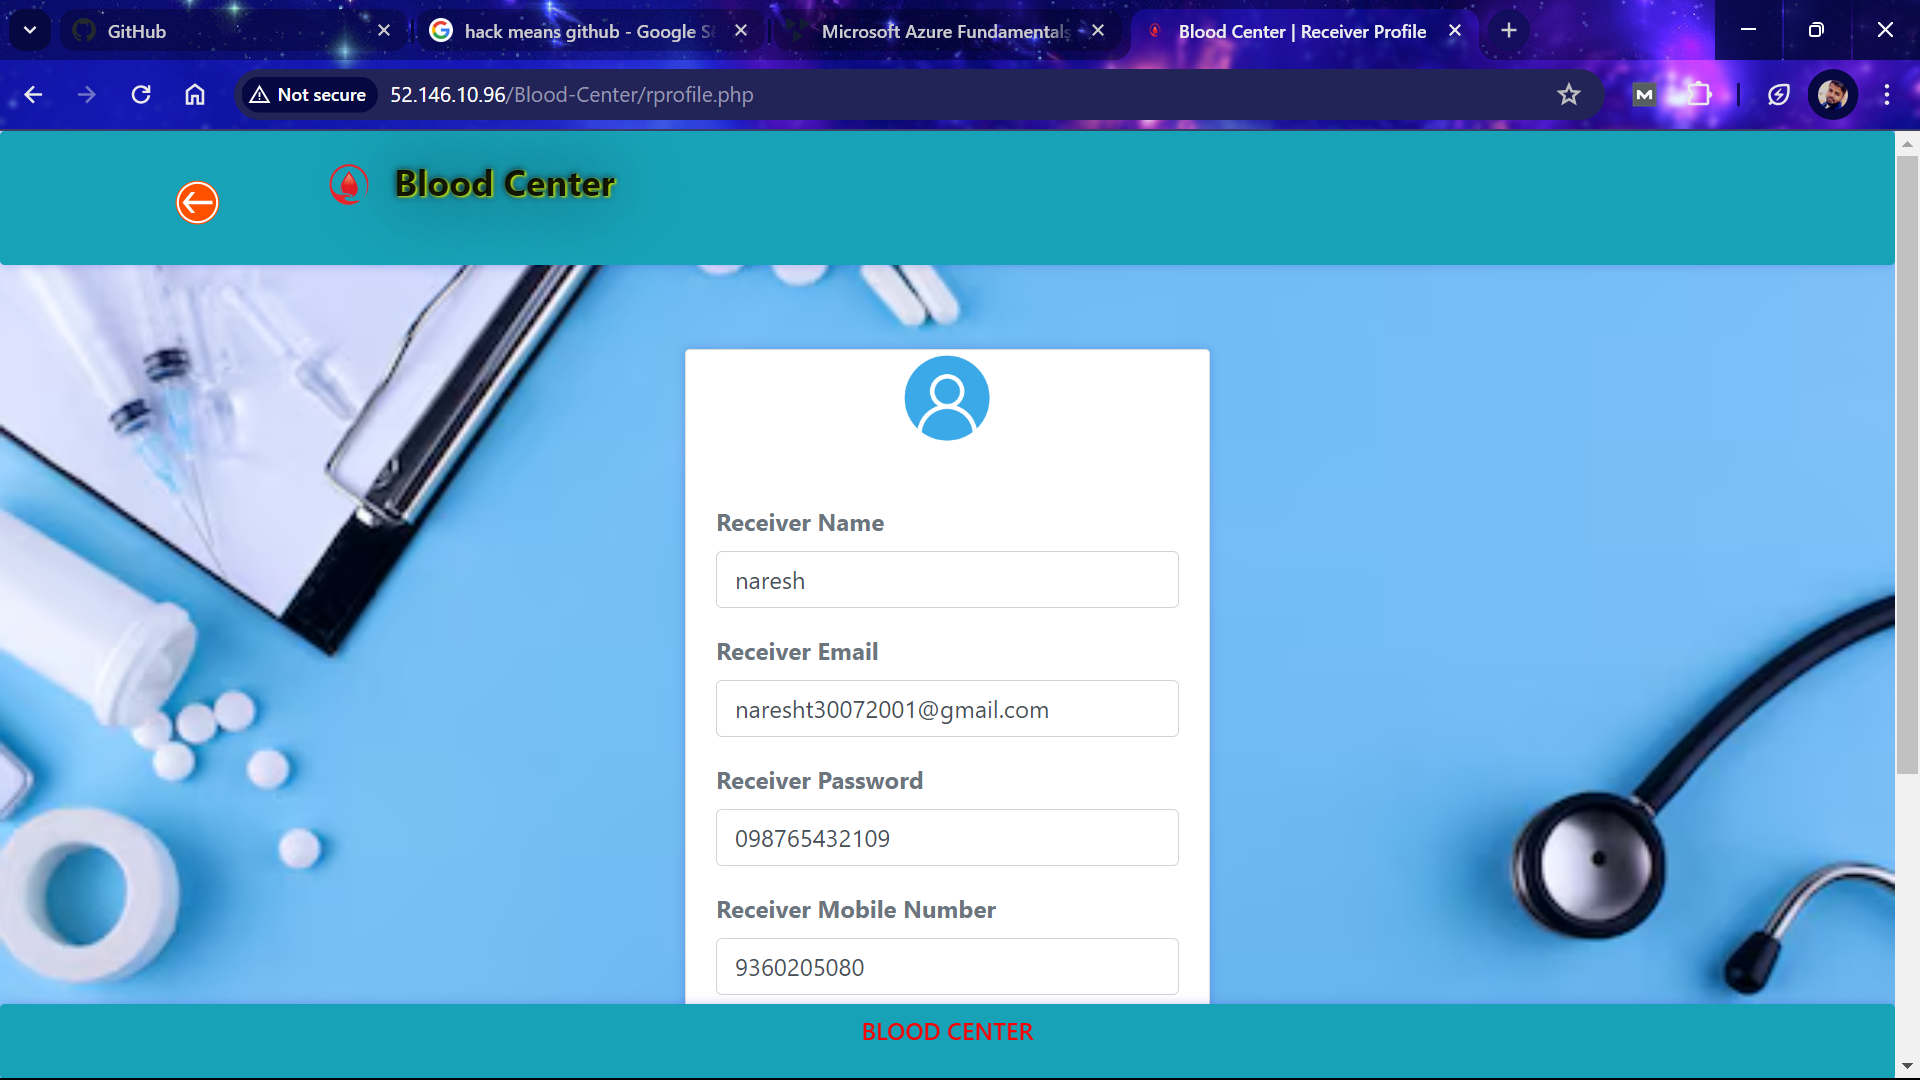 GitHub
hack means github - Google S
Microsoft Azure Fundamentals
Blood Center | Receiver Profile
Not secure
52.146.10.96/Blood-Center/rprofile.php
M
Blood Center
Receiver Name
naresh
Receiver Email
naresht30072001@gmail.com
Receiver Password
098765432109
Receiver Mobile Number
9360205080
BLOOD CENTER